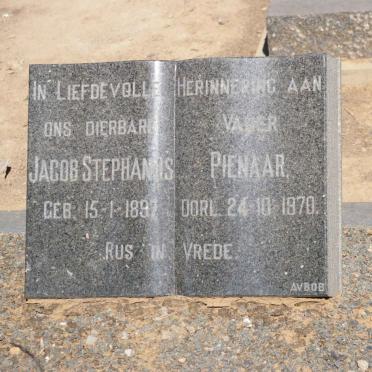 In Liefdevolle Herinnering aan
ons dierbare Vader
Jacob Stephanus Pienaar,
Geb. 15-1-1897 Oorl. 24-10-1970.
Rus in Vrede.
AVBOB